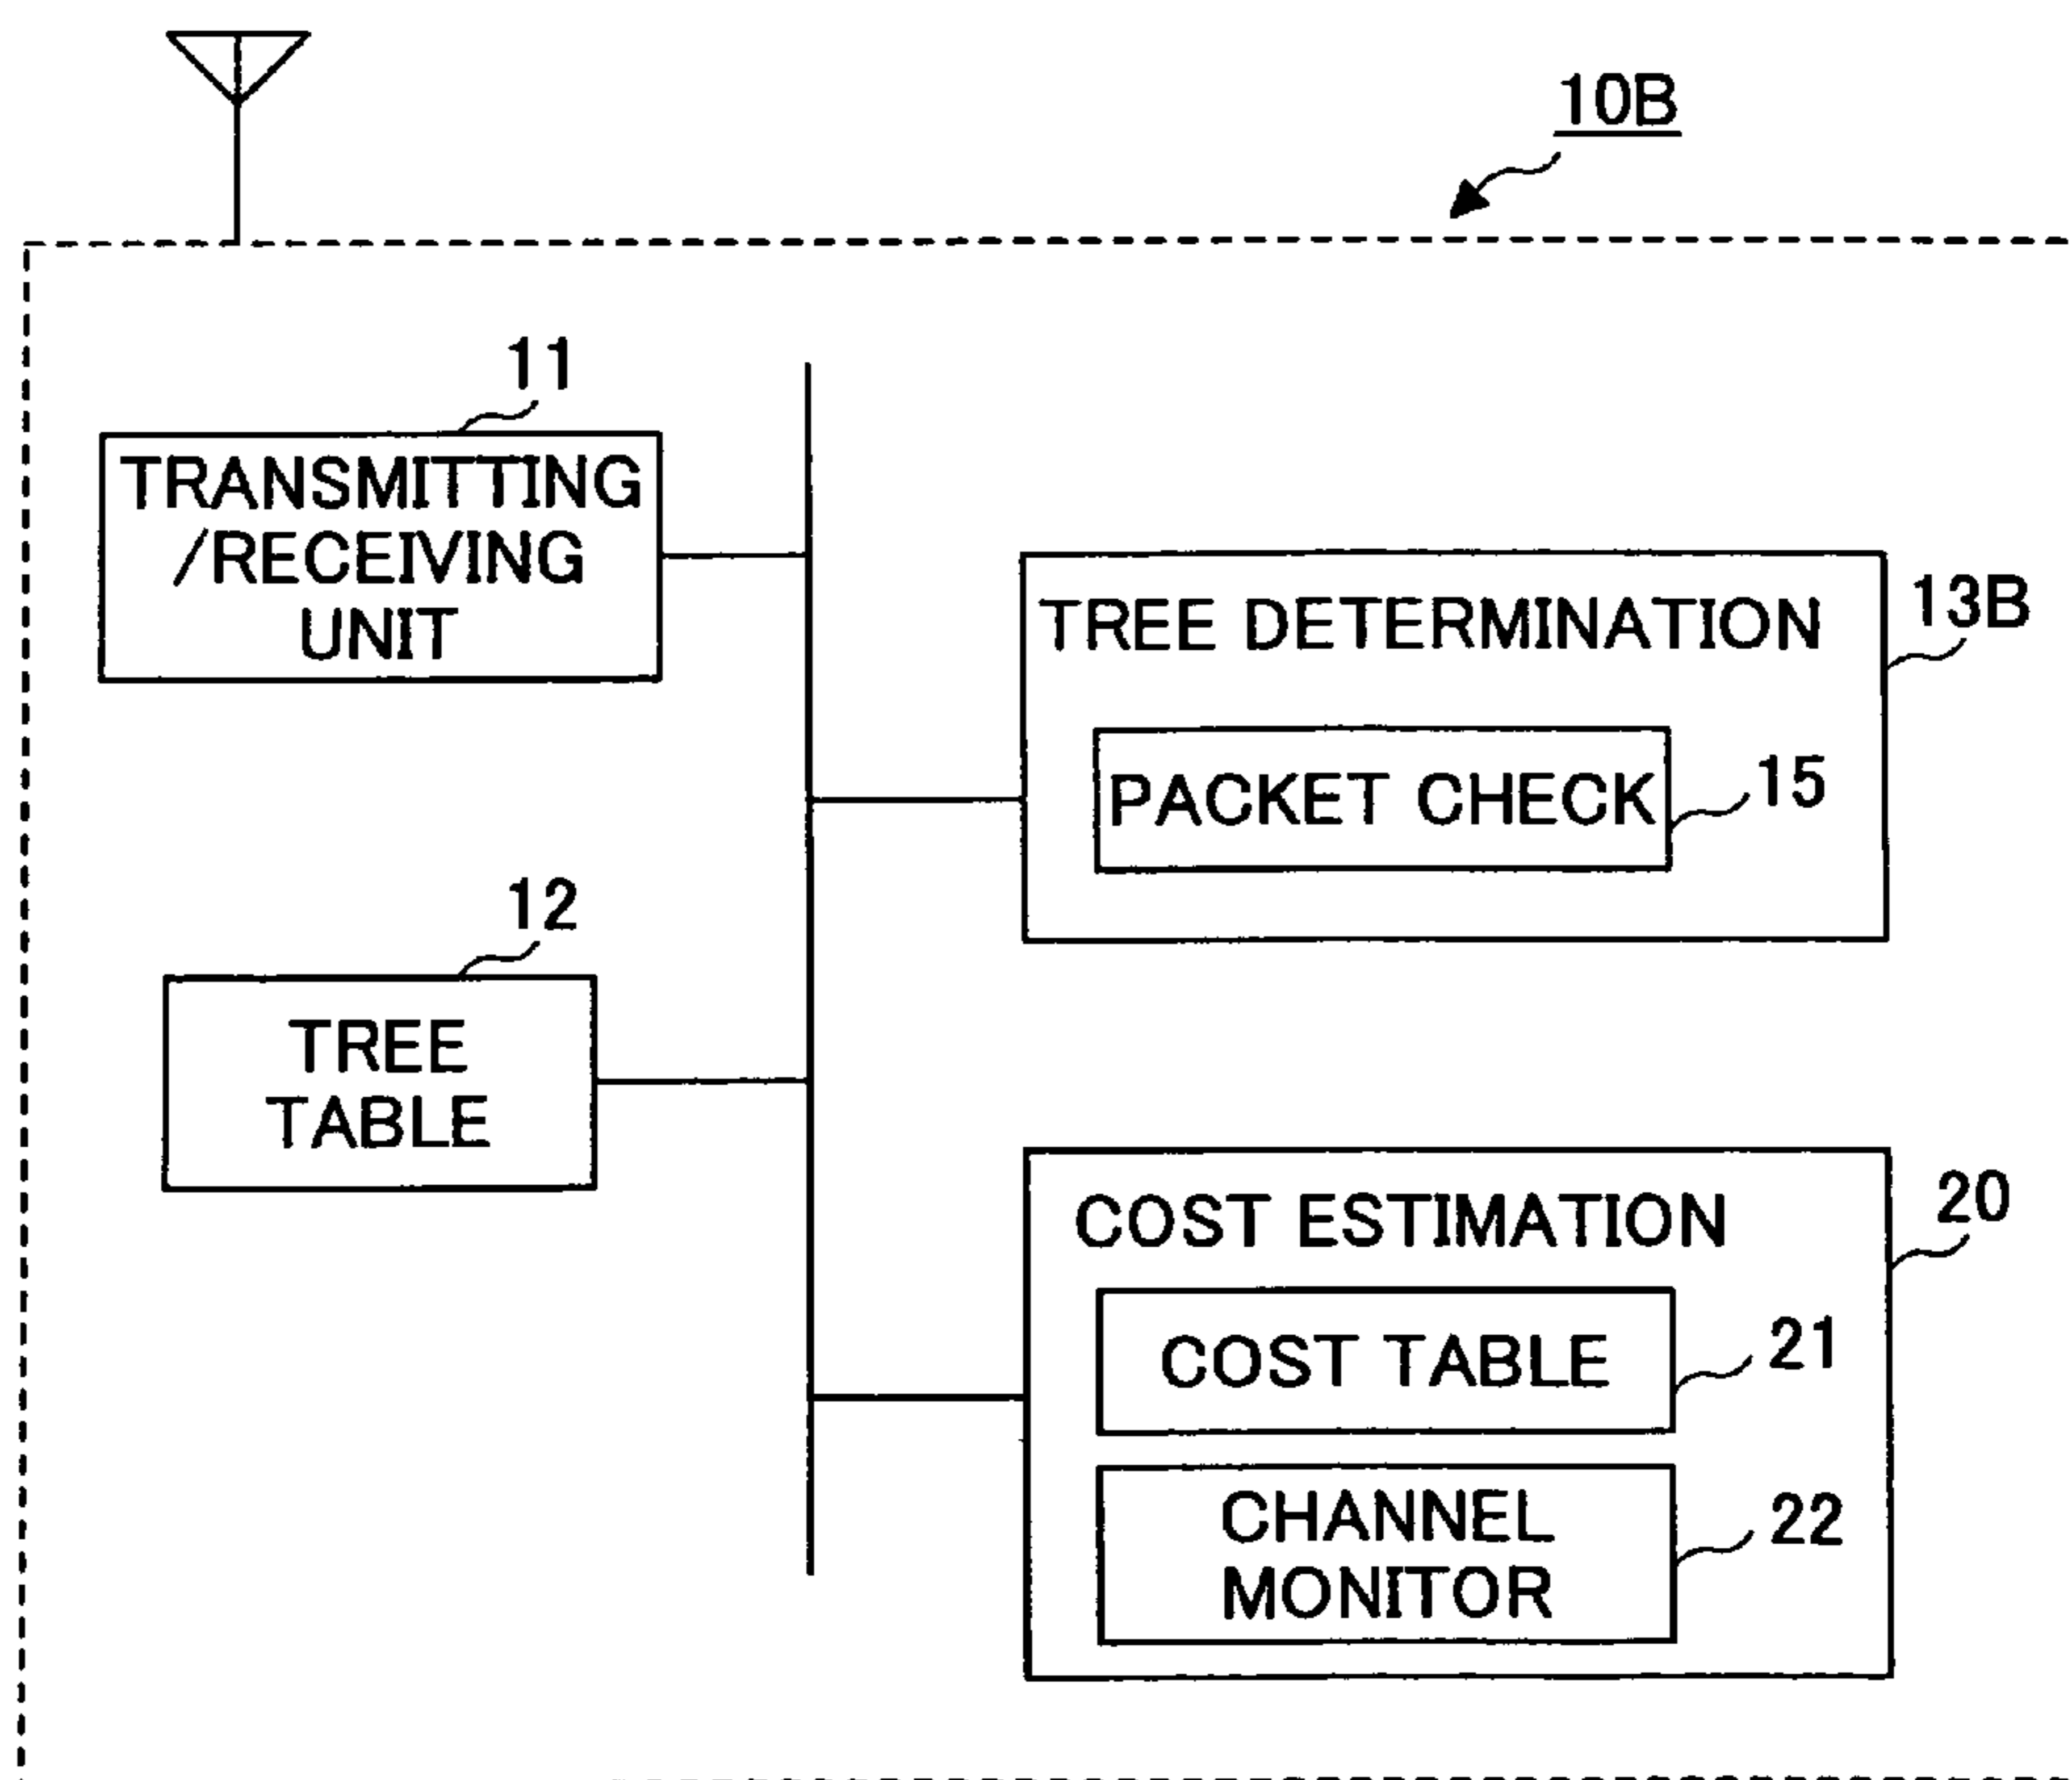 10B
11
TRANSMITTING
/RECEIVING
UNIT
13B
TREE DETERMINATION
PACKET CHECK
15
12
TREE
TABLE
20
COST ESTIMATION
COST TABLE
21
CHANNEL
MONITOR
22